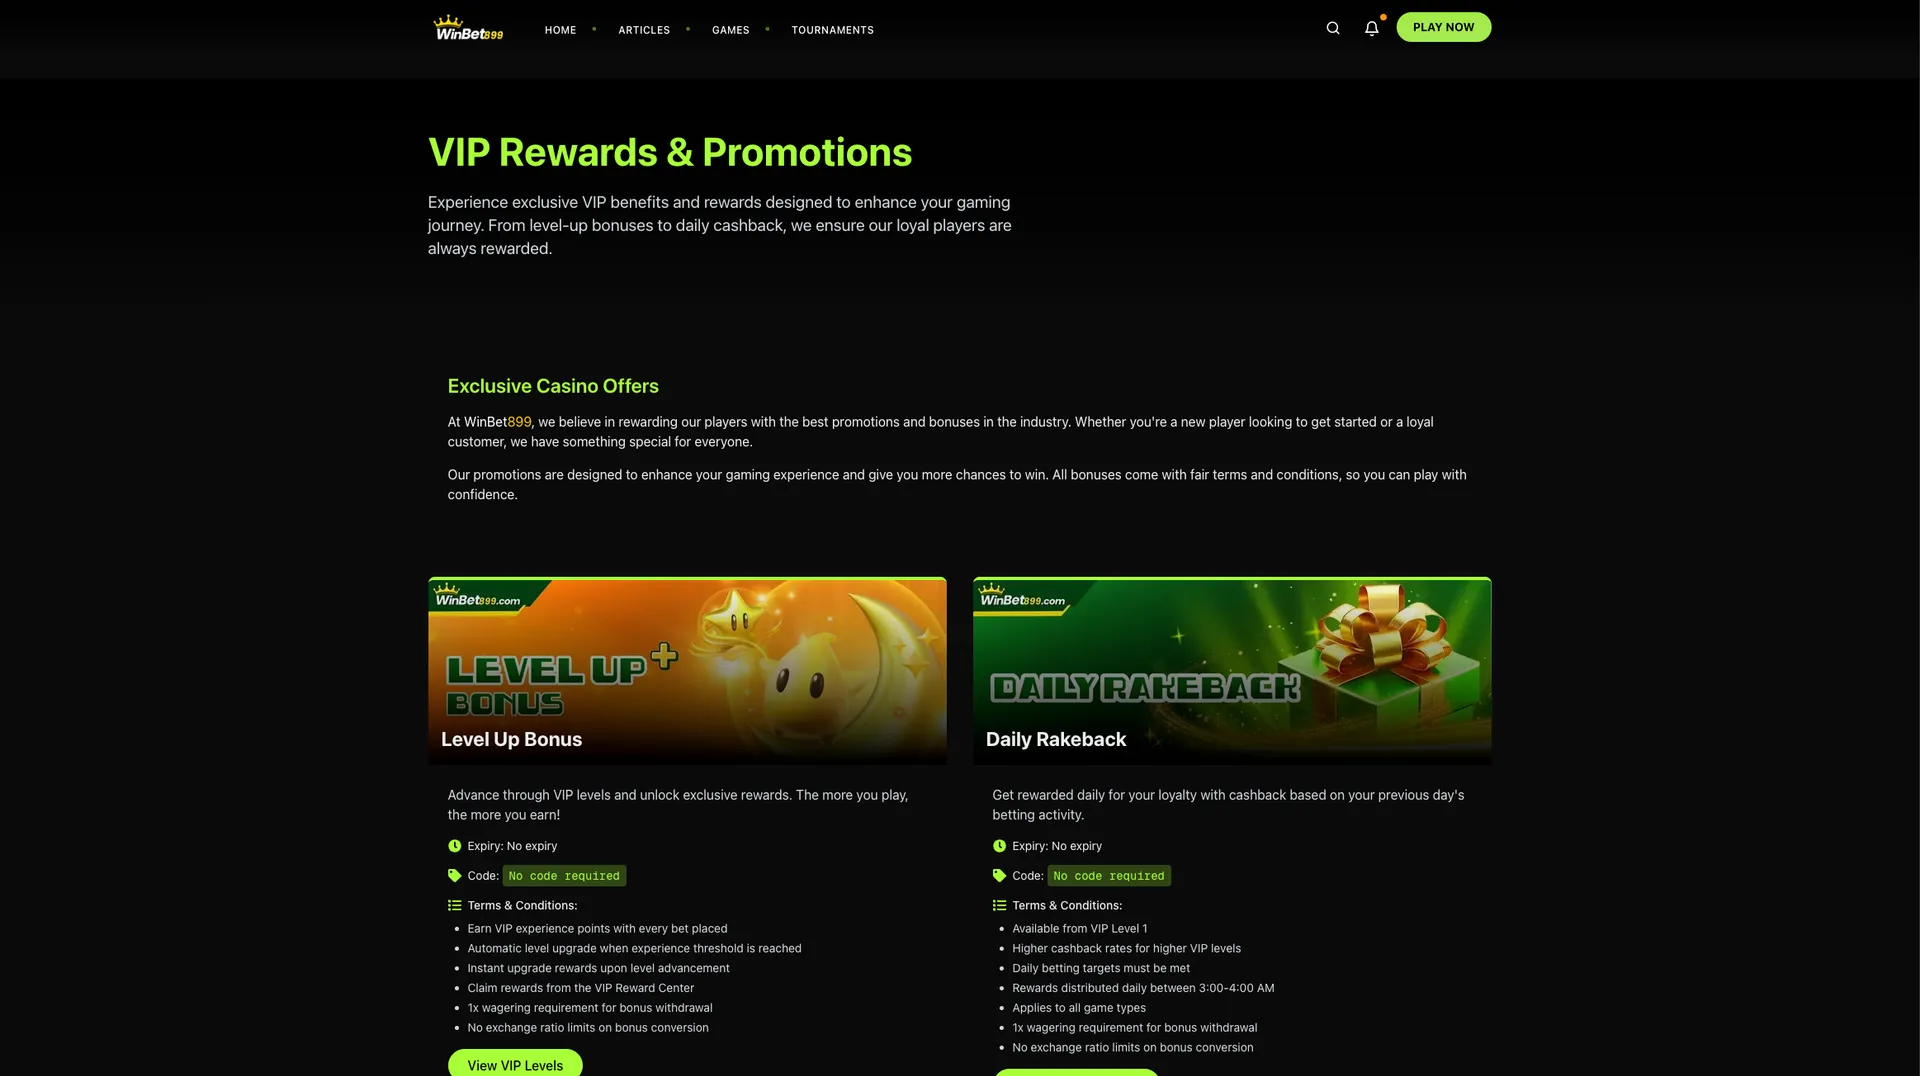 WinBet899
HOME
ARTICLES
GAMES
TOURNAMENTS
PLAY NOW
VIP Rewards & Promotions
Experience exclusive VIP benefits and rewards designed to enhance your gaming
journey. From level-up bonuses to daily cashback, we ensure our loyal players are
always rewarded.
Exclusive Casino Offers
At WinBet899, we believe in rewarding our players with the best promotions and bonuses in the industry. Whether you're a new player looking to get started or a loyal
customer, we have something special for everyone.
Our promotions are designed to enhance your gaming experience and give you more chances to win. All bonuses come with fair terms and conditions, so you can play with
confidence.
WinBet899.com
LEVEL UP+
BONUS
Level Up Bonus
Advance through VIP levels and unlock exclusive rewards. The more you play,
the more you earn!
Expiry: No expiry
Code: No code required
Terms & Conditions:
• Earn VIP experience points with every bet placed
• Automatic level upgrade when experience threshold is reached
• Instant upgrade rewards upon level advancement
• Claim rewards from the VIP Reward Center
• 1x wagering requirement for bonus withdrawal
• No exchange ratio limits on bonus conversion
View VIP Levels
WinBet899.com
DAILY RAKEBACK
Daily Rakeback
Get rewarded daily for your loyalty with cashback based on your previous day's
betting activity.
Expiry: No expiry
Code: No code required
Terms & Conditions:
• Available from VIP Level 1
• Higher cashback rates for higher VIP levels
• Daily betting targets must be met
• Rewards distributed daily between 3:00-4:00 AM
• Applies to all game types
• 1x wagering requirement for bonus withdrawal
• No exchange ratio limits on bonus conversion